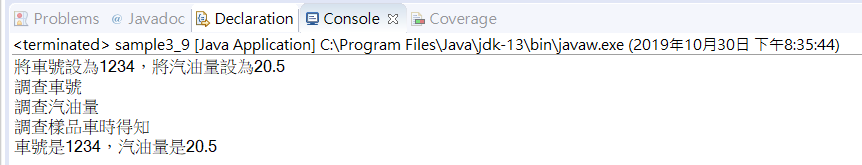 Problems @ Javadoc Declaration Console Coverage
<terminated> sample3_9 [Java Application] C:\Program Files\Java\jdk-13\bin\javaw.exe (2019年10月30日 下午8:35:44)
將車號設為1234，將汽油量設為20.5
調查車號
調查汽油量
調查樣品車時得知
車號是1234，汽油量是20.5